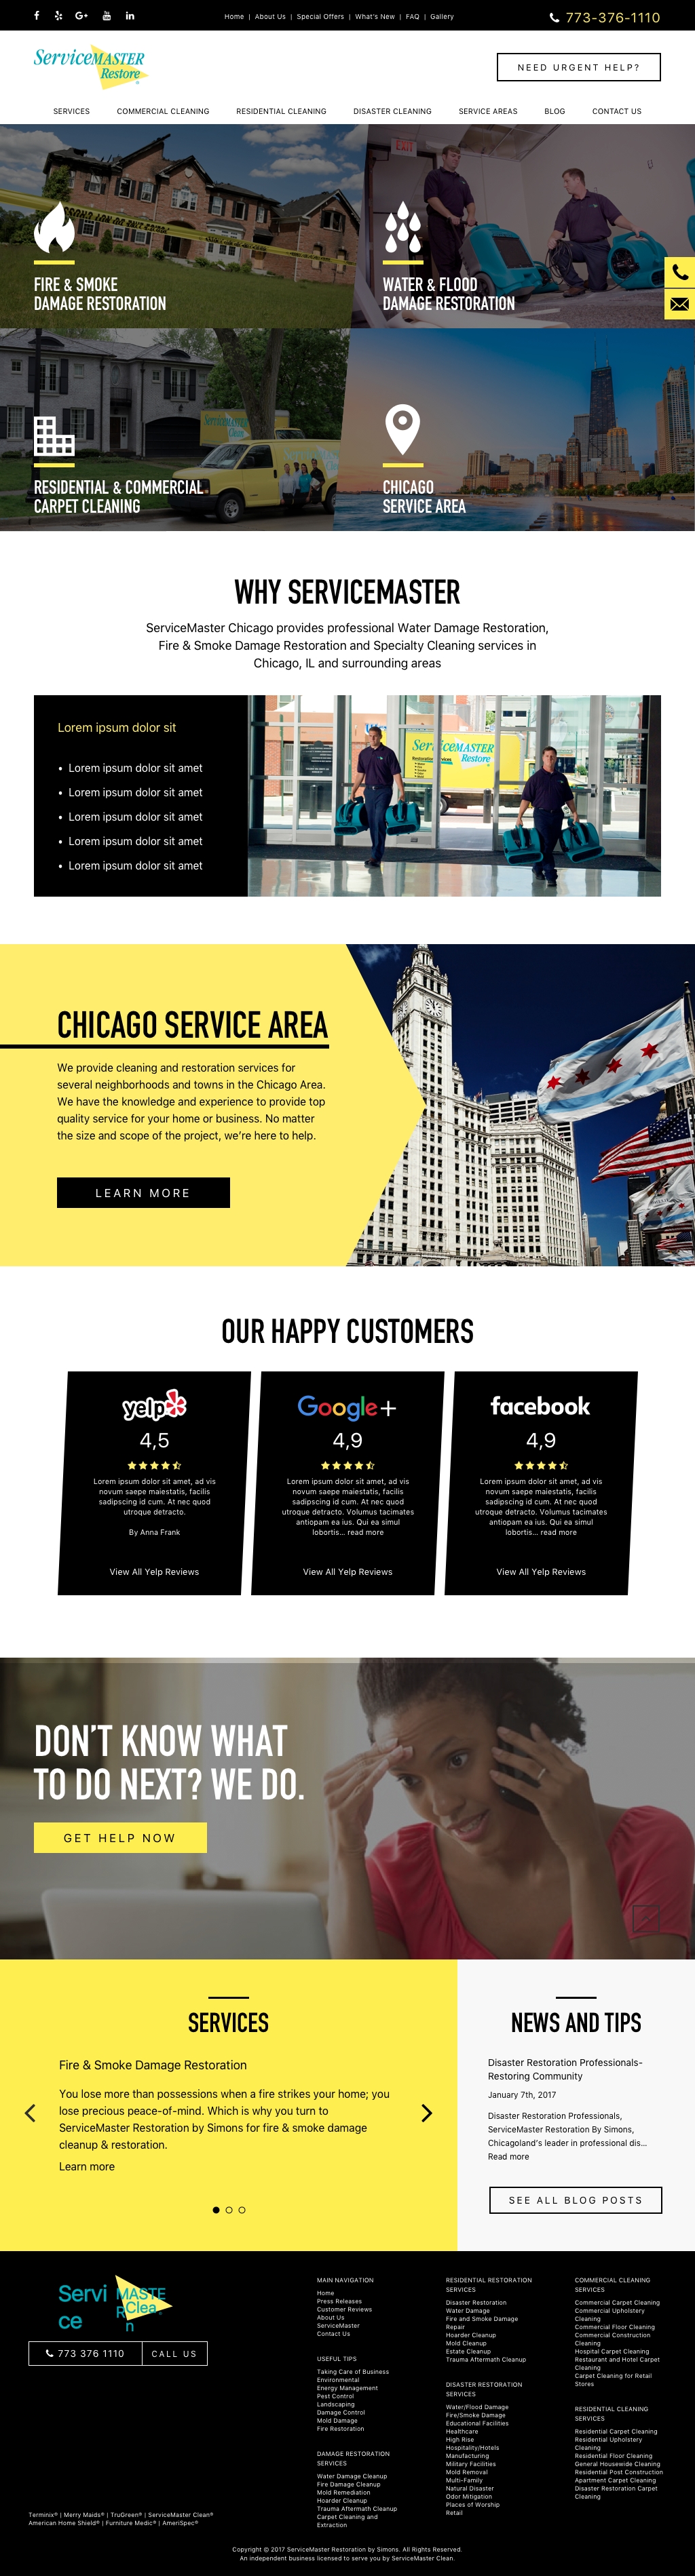 Home | About Us | Special Offers | What's New | FAQ | Gallery
773-376-1110
ServiceMASTER
Restore
NEED URGENT HELP?
SERVICES COMMERCIAL CLEANING RESIDENTIAL CLEANING DISASTER CLEANING SERVICE AREAS BLOG CONTACT US
EXIT
FIRE & SMOKE
DAMAGE RESTORATION
WATER & FLOOD
DAMAGE RESTORATION
RESIDENTIAL & COMMERCIAL
CARPET CLEANING
CHICAGO
SERVICE AREA
WHY SERVICEMASTER
ServiceMaster Chicago provides professional Water Damage Restoration,
Fire & Smoke Damage Restoration and Specialty Cleaning services in
Chicago, IL and surrounding areas
Lorem ipsum dolor sit
• Lorem ipsum dolor sit amet
• Lorem ipsum dolor sit amet
• Lorem ipsum dolor sit amet
• Lorem ipsum dolor sit amet
• Lorem ipsum dolor sit amet
ServiceMASTER
Restore
CHICAGO SERVICE AREA
We provide cleaning and restoration services for
several neighborhoods and towns in the Chicago Area.
We have the knowledge and experience to provide top
quality service for your home or business. No matter
the size and scope of the project, we're here to help.
LEARN MORE
OUR HAPPY CUSTOMERS
yelp
4,5
Lorem ipsum dolor sit amet, ad vis
novum saepe maiestatis, facilis
sadipscing id cum. At nec quod
utroque detracto.
By Anna Frank
View All Yelp Reviews
Google+
4,9
Lorem ipsum dolor sit amet, ad vis
novum saepe maiestatis, facilis
sadipscing id cum. At nec quod
utroque detracto. Volumus tacimates
antiopam ea ius. Qui ea simul
lobortis... read more
View All Yelp Reviews
facebook
4,9
Lorem ipsum dolor sit amet, ad vis
novum saepe maiestatis, facilis
sadipscing id cum. At nec quod
utroque detracto. Volumus tacimates
antiopam ea ius. Qui ea simul
lobortis... read more
View All Yelp Reviews
DON'T KNOW WHAT
TO DO NEXT? WE DO.
GET HELP NOW
SERVICES
Fire & Smoke Damage Restoration
You lose more than possessions when a fire strikes your home; you
lose precious peace-of-mind. Which is why you turn to
ServiceMaster Restoration by Simons for fire & smoke damage
cleanup & restoration.
Learn more
NEWS AND TIPS
Disaster Restoration Professionals-
Restoring Community
January 7th, 2017
Disaster Restoration Professionals,
ServiceMaster Restoration By Simons,
Chicagoland's leader in professional dis...
Read more
SEE ALL BLOG POSTS
Servi
ce
MASTE
R
Clea
n
773 376 1110
CALL US
Terminix® | Merry Maids® | TruGreen® | ServiceMaster Clean®
American Home Shield® | Furniture Medic® | AmeriSpec®
MAIN NAVIGATION
Home
Press Releases
Customer Reviews
About Us
ServiceMaster
Contact Us
USEFUL TIPS
Taking Care of Business
Environmental
Energy Management
Pest Control
Landscaping
Damage Control
Mold Damage
Fire Restoration
DAMAGE RESTORATION
SERVICES
Water Damage Cleanup
Fire Damage Cleanup
Mold Remediation
Hoarder Cleanup
Trauma Aftermath Cleanup
Carpet Cleaning and
Extraction
RESIDENTIAL RESTORATION
SERVICES
Disaster Restoration
Water Damage
Fire and Smoke Damage
Repair
Hoarder Cleanup
Mold Cleanup
Estate Cleanup
Trauma Aftermath Cleanup
DISASTER RESTORATION
SERVICES
Water/Flood Damage
Fire/Smoke Damage
Educational Facilities
Healthcare
High Rise
Hospitality/Hotels
Manufacturing
Military Facilities
Mold Removal
Multi-Family
Natural Disaster
Odor Mitigation
Places of Worship
Retail
COMMERCIAL CLEANING
SERVICES
Commercial Carpet Cleaning
Commercial Upholstery
Cleaning
Commercial Floor Cleaning
Commercial Construction
Cleaning
Hospital Carpet Cleaning
Restaurant and Hotel Carpet
Cleaning
Carpet Cleaning for Retail
Stores
RESIDENTIAL CLEANING
SERVICES
Residential Carpet Cleaning
Residential Upholstery
Cleaning
Residential Floor Cleaning
General Housewide Cleaning
Residential Post Construction
Apartment Carpet Cleaning
Disaster Restoration Carpet
Cleaning
Copyright © 2017 ServiceMaster Restoration by Simons. All Rights Reserved.
An independent business licensed to serve you by ServiceMaster Clean.